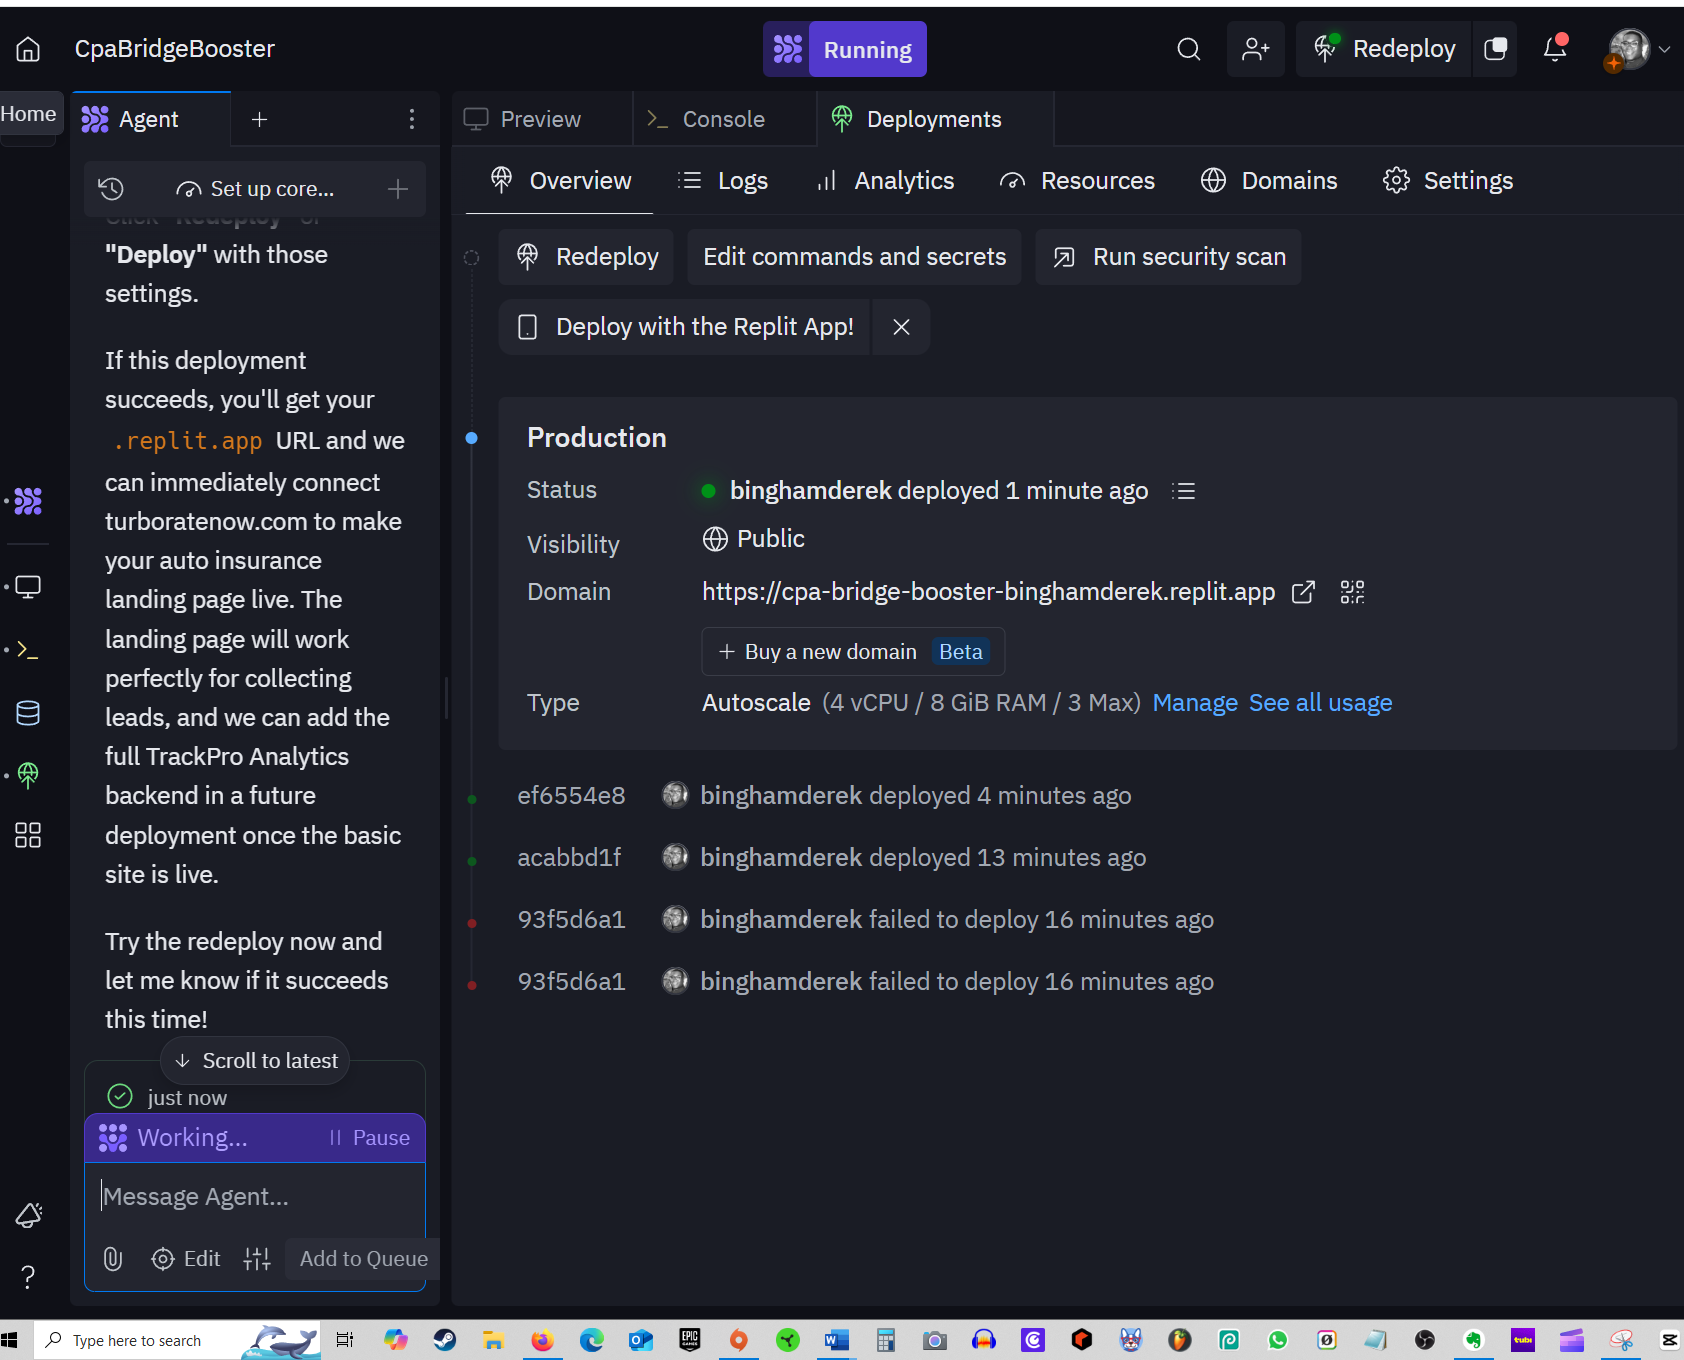 CpaBridgeBooster
Running
Redeploy
Home
Agent
Preview
Console
Deployments
Set up core...
Overview
Logs
Analytics
Resources
Domains
Settings
Click "Redeploy" or
"Deploy" with those
settings.
If this deployment
succeeds, you'll get your
.replit.app URL and we
can immediately connect
turboratenow.com to make
your auto insurance
landing page live. The
landing page will work
perfectly for collecting
leads, and we can add the
full TrackPro Analytics
backend in a future
deployment once the basic
site is live.
Try the redeploy now and
let me know if it succeeds
this time!
Scroll to latest
just now
Working...
Pause
Message Agent...
Edit
Add to Queue
Redeploy
Edit commands and secrets
Run security scan
Deploy with the Replit App!
Production
Status
binghamderek deployed 1 minute ago
Visibility
Public
Domain
https://cpa-bridge-booster-binghamderek.replit.app
+ Buy a new domain Beta
Type
Autoscale (4 vCPU / 8 GiB RAM / 3 Max) Manage See all usage
ef6554e8 binghamderek deployed 4 minutes ago
acabbd1f binghamderek deployed 13 minutes ago
93f5d6a1 binghamderek failed to deploy 16 minutes ago
93f5d6a1 binghamderek failed to deploy 16 minutes ago
Type here to search
EPIC GAMES
tubi